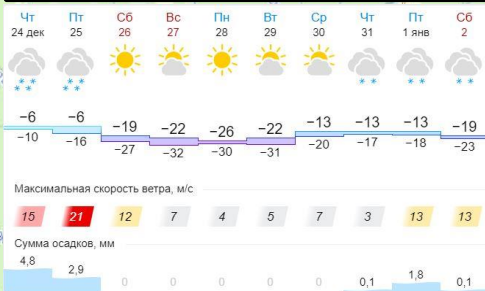 Чт Пт Сб Вс Пн Вт Ср Чт Пт Сб
24 дек 25 26 27 28 29 30 31 1 янв 2
−6 −6 −19 −22 −26 −22 −13 −13 −13 −19
−10 −16 −27 −32 −30 −31 −20 −17 −18 −23
Максимальная скорость ветра, м/с
15 21 12 7 4 5 7 3 13 13
Сумма осадков, мм
4,8 2,9 0 0 0 0 0 0,1 1,8 0,1